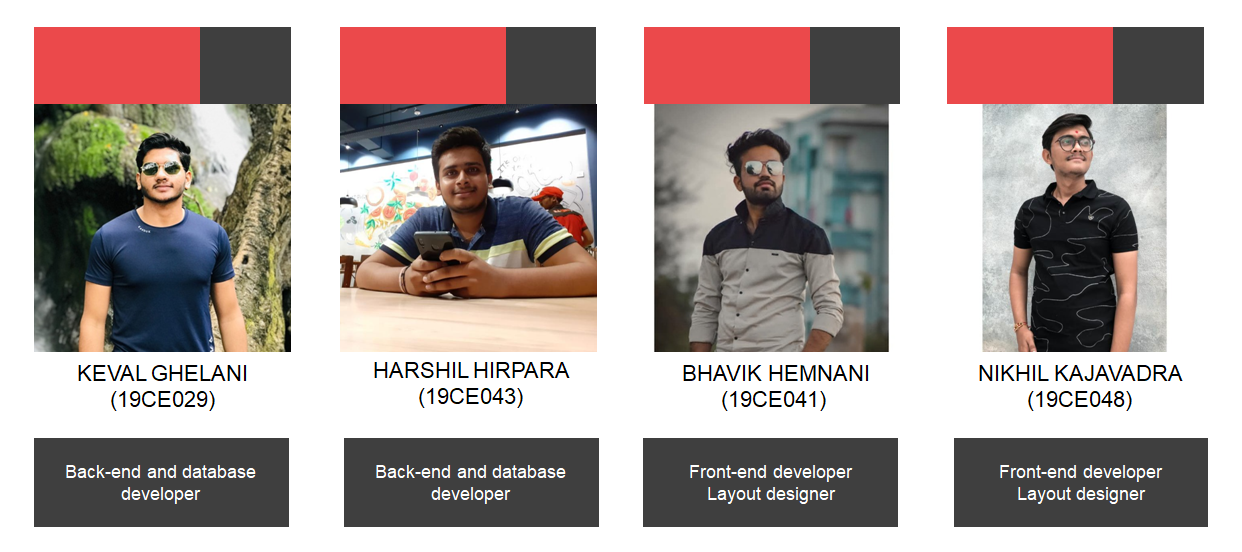 KEVAL GHELANI
(19CE029)
Back-end and database
developer
HARSHIL HIRPARA
(19CE043)
Back-end and database
developer
BHAVIK HEMNANI
(19CE041)
Front-end developer
Layout designer
NIKHIL KAJAVADRA
(19CE048)
Front-end developer
Layout designer